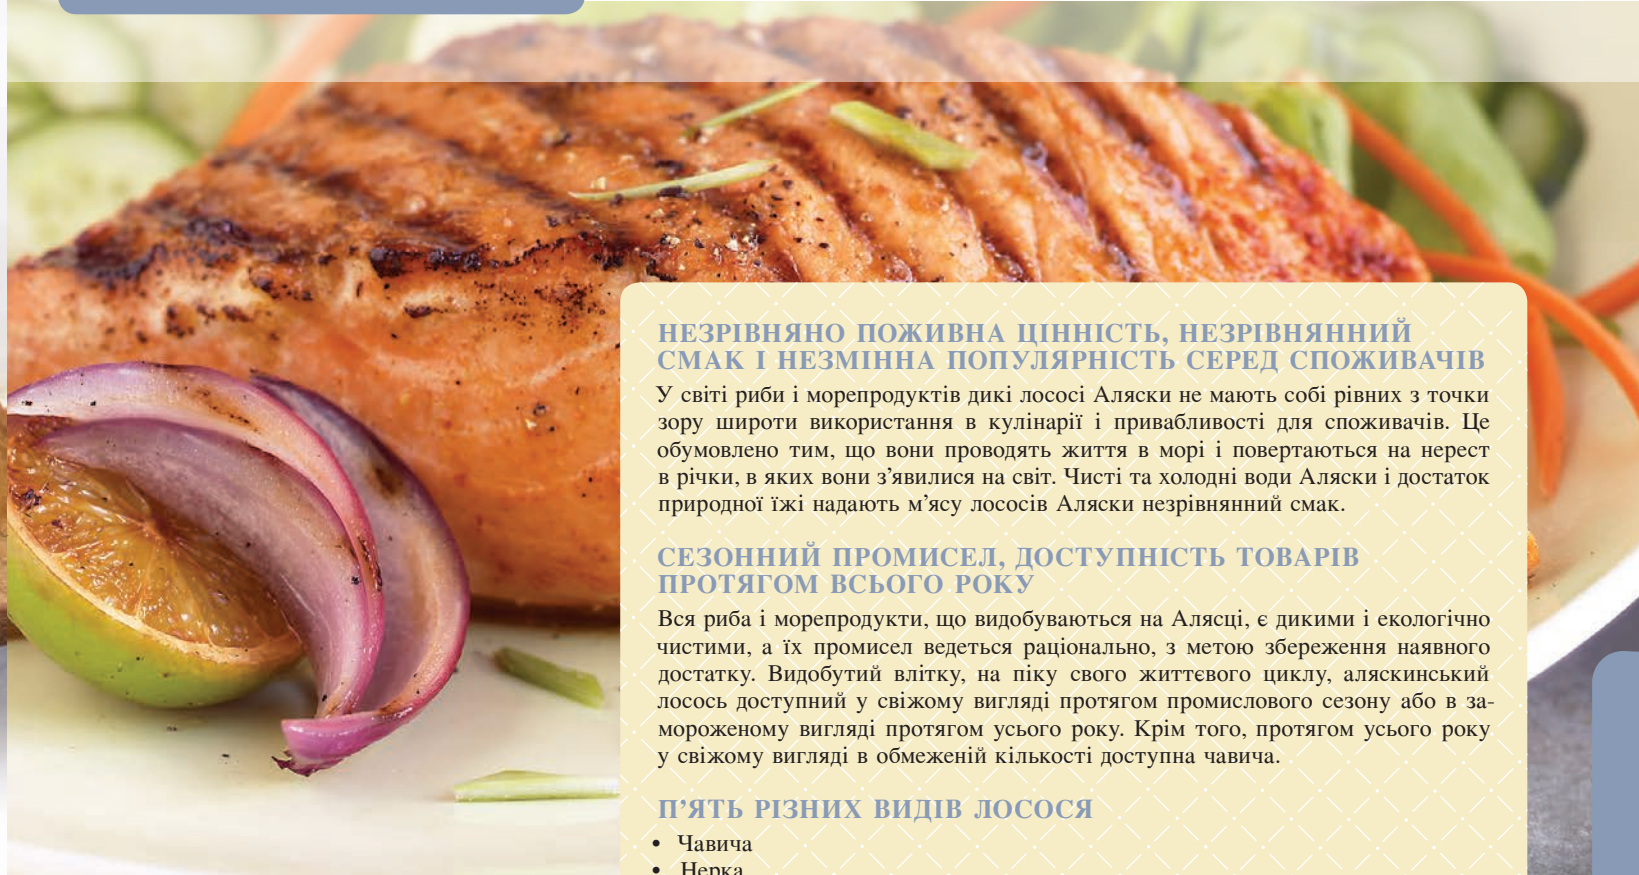 НЕЗРІВНЯНО ПОЖИВНА ЦІННІСТЬ, НЕЗРІВНЯННИЙ
СМАК І НЕЗМІННА ПОПУЛЯРНІСТЬ СЕРЕД СПОЖИВАЧІВ
У світі риби і морепродуктів дикі лососі Аляски не мають собі рівних з точки
зору широти використання в кулінарії і привабливості для споживачів. Це
обумовлено тим, що вони проводять життя в морі і повертаються на нерест
в річки, в яких вони з’явилися на світ. Чисті та холодні води Аляски і достаток
природної їжі надають м’ясу лососів Аляски незрівнянний смак.
СЕЗОННИЙ ПРОМИСЕЛ, ДОСТУПНІСТЬ ТОВАРІВ
ПРОТЯГОМ ВСЬОГО РОКУ
Вся риба і морепродукти, що видобуваються на Алясці, є дикими і екологічно
чистими, а їх промисел ведеться раціонально, з метою збереження наявного
достатку. Видобутий влітку, на піку свого життєвого циклу, аляскинський
лосось доступний у свіжому вигляді протягом промислового сезону або в за-
мороженому вигляді протягом усього року. Крім того, протягом усього року
у свіжому вигляді в обмеженій кількості доступна чавича.
П’ЯТЬ РІЗНИХ ВИДІВ ЛОСОСЯ
• Чавича
• Нерка